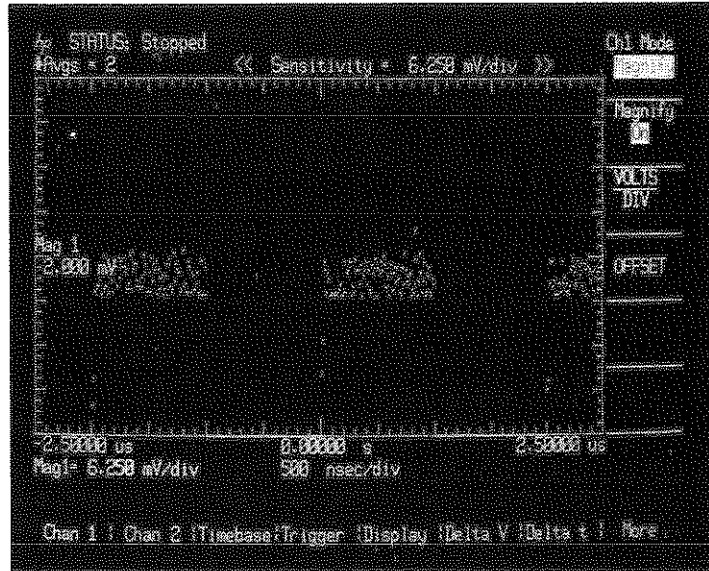 hp STATUS: Stopped
#Avgs = 2 << Sensitivity = 6.250 mV/div >>
Ch1 Mode
Magnify
On
VOLTS
DIV
OFFSET
Mag 1
-2.000 mV
-2.50000 us 0.00000 s 2.50000 us
Mag1= 6.250 mV/div 500 nsec/div
Chan 1 | Chan 2 |Timebase|Trigger |Display |Delta V |Delta t | More